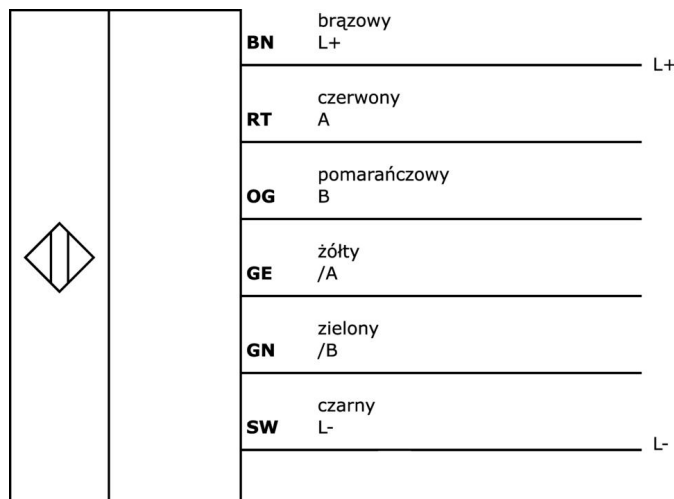 brązowy
BN L+
L+
czerwony
RT A
pomarańczowy
OG B
żółty
GE /A
zielony
GN /B
czarny
SW L-
L-